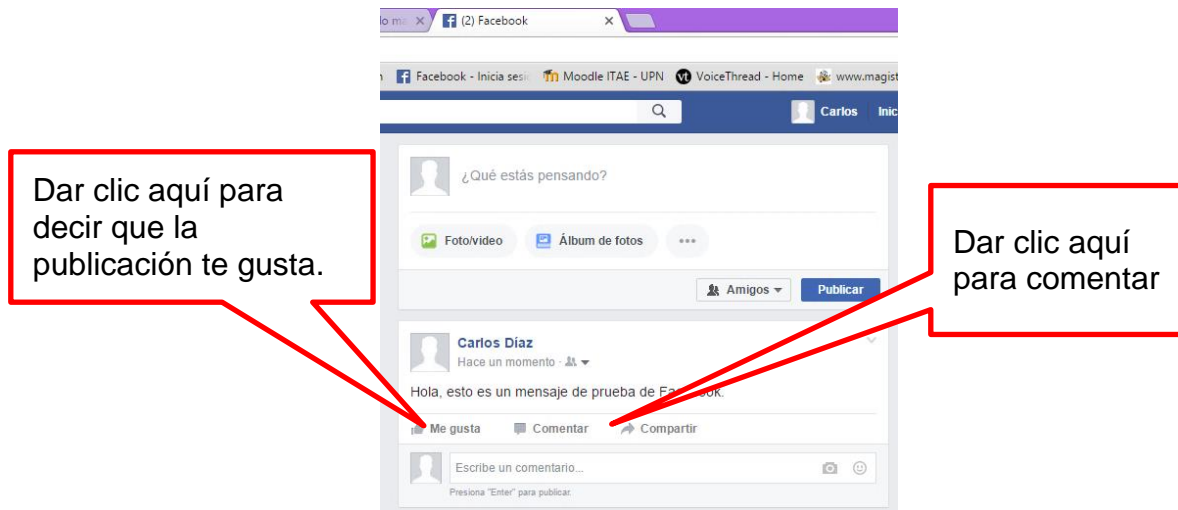 lo m
(2) Facebook
Facebook - Inicia sesi
Moodle ITAE - UPN
VoiceThread - Home
www.magist
Carlos
Inic
¿Qué estás pensando?
Foto/video
Álbum de fotos
Amigos
Publicar
Dar clic aquí para
decir que la
publicación te gusta.
Dar clic aquí
para comentar
Carlos Díaz
Hace un momento ·
Hola, esto es un mensaje de prueba de Facebook.
Me gusta
Comentar
Compartir
Escribe un comentario...
Presiona "Enter" para publicar.